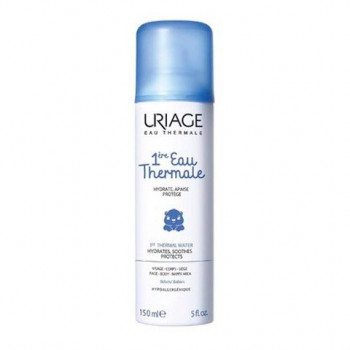 URIAGE
EAU THERMALE
1ère Eau
Thermale
HYDRATE, APAISE
PROTÈGE
1ST THERMAL WATER
HYDRATES, SOOTHES
PROTECTS
VISAGE - CORPS - SIÈGE
FACE - BODY - NAPPY AREA
HYPOALLERGÉNIQUE
150 ml e 5 fl.oz.